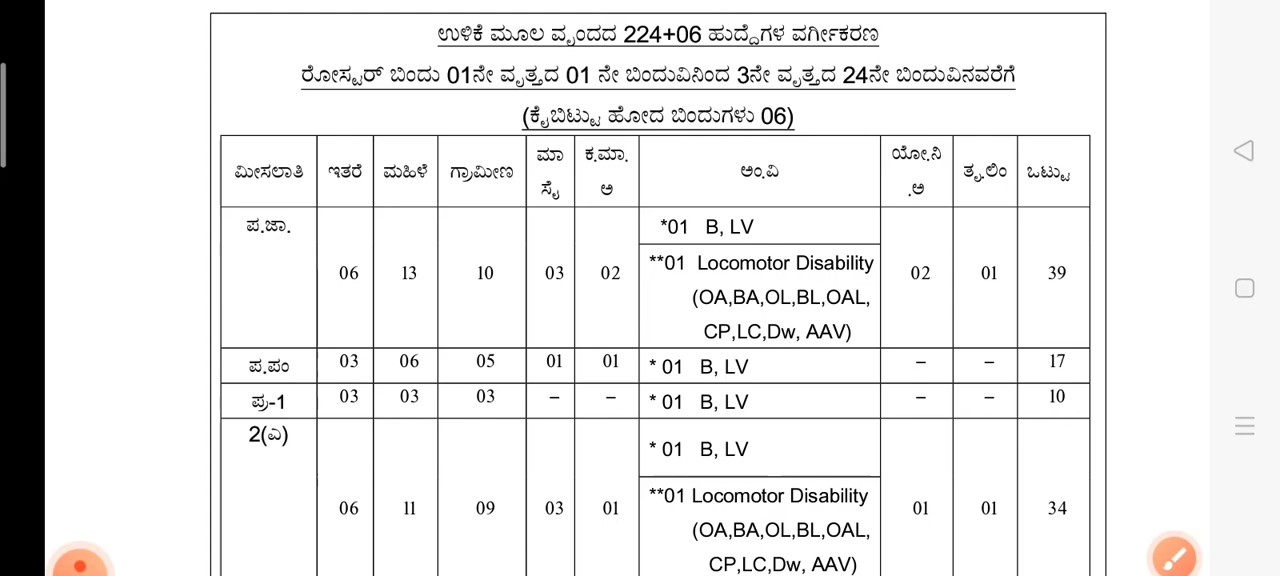 ಉಳಿಕೆ ಮೂಲ ವೃಂದದ 224+06 ಹುದ್ದೆಗಳ ವರ್ಗೀಕರಣ
ರೋಸ್ಟರ್ ಬಿಂದು 01ನೇ ವೃತ್ತದ 01 ನೇ ಬಿಂದುವಿನಿಂದ 3ನೇ ವೃತ್ತದ 24ನೇ ಬಿಂದುವಿನವರೆಗೆ
(ಕೈಬಿಟ್ಟು ಹೋದ ಬಿಂದುಗಳು 06)
ಮೀಸಲಾತಿ ಇತರೆ ಮಹಿಳೆ ಗ್ರಾಮೀಣ ಮಾ ಸೈ ಕ.ಮಾ. ಅ ಅಂ.ವಿ ಯೋ.ನಿ .ಅ ತೃ.ಲಿಂ ಒಟ್ಟು
ಪ.ಜಾ. 06 13 10 03 02
*01 B, LV
**01 Locomotor Disability
(OA,BA,OL,BL,OAL,
CP,LC,Dw, AAV)
02 01 39
ಪ.ಪಂ 03 06 05 01 01 * 01 B, LV – – 17
ಪ್ರ-1 03 03 03 – – * 01 B, LV – – 10
2(ಎ) 06 11 09 03 01
* 01 B, LV
**01 Locomotor Disability
(OA,BA,OL,BL,OAL,
CP,LC,Dw, AAV)
01 01 34